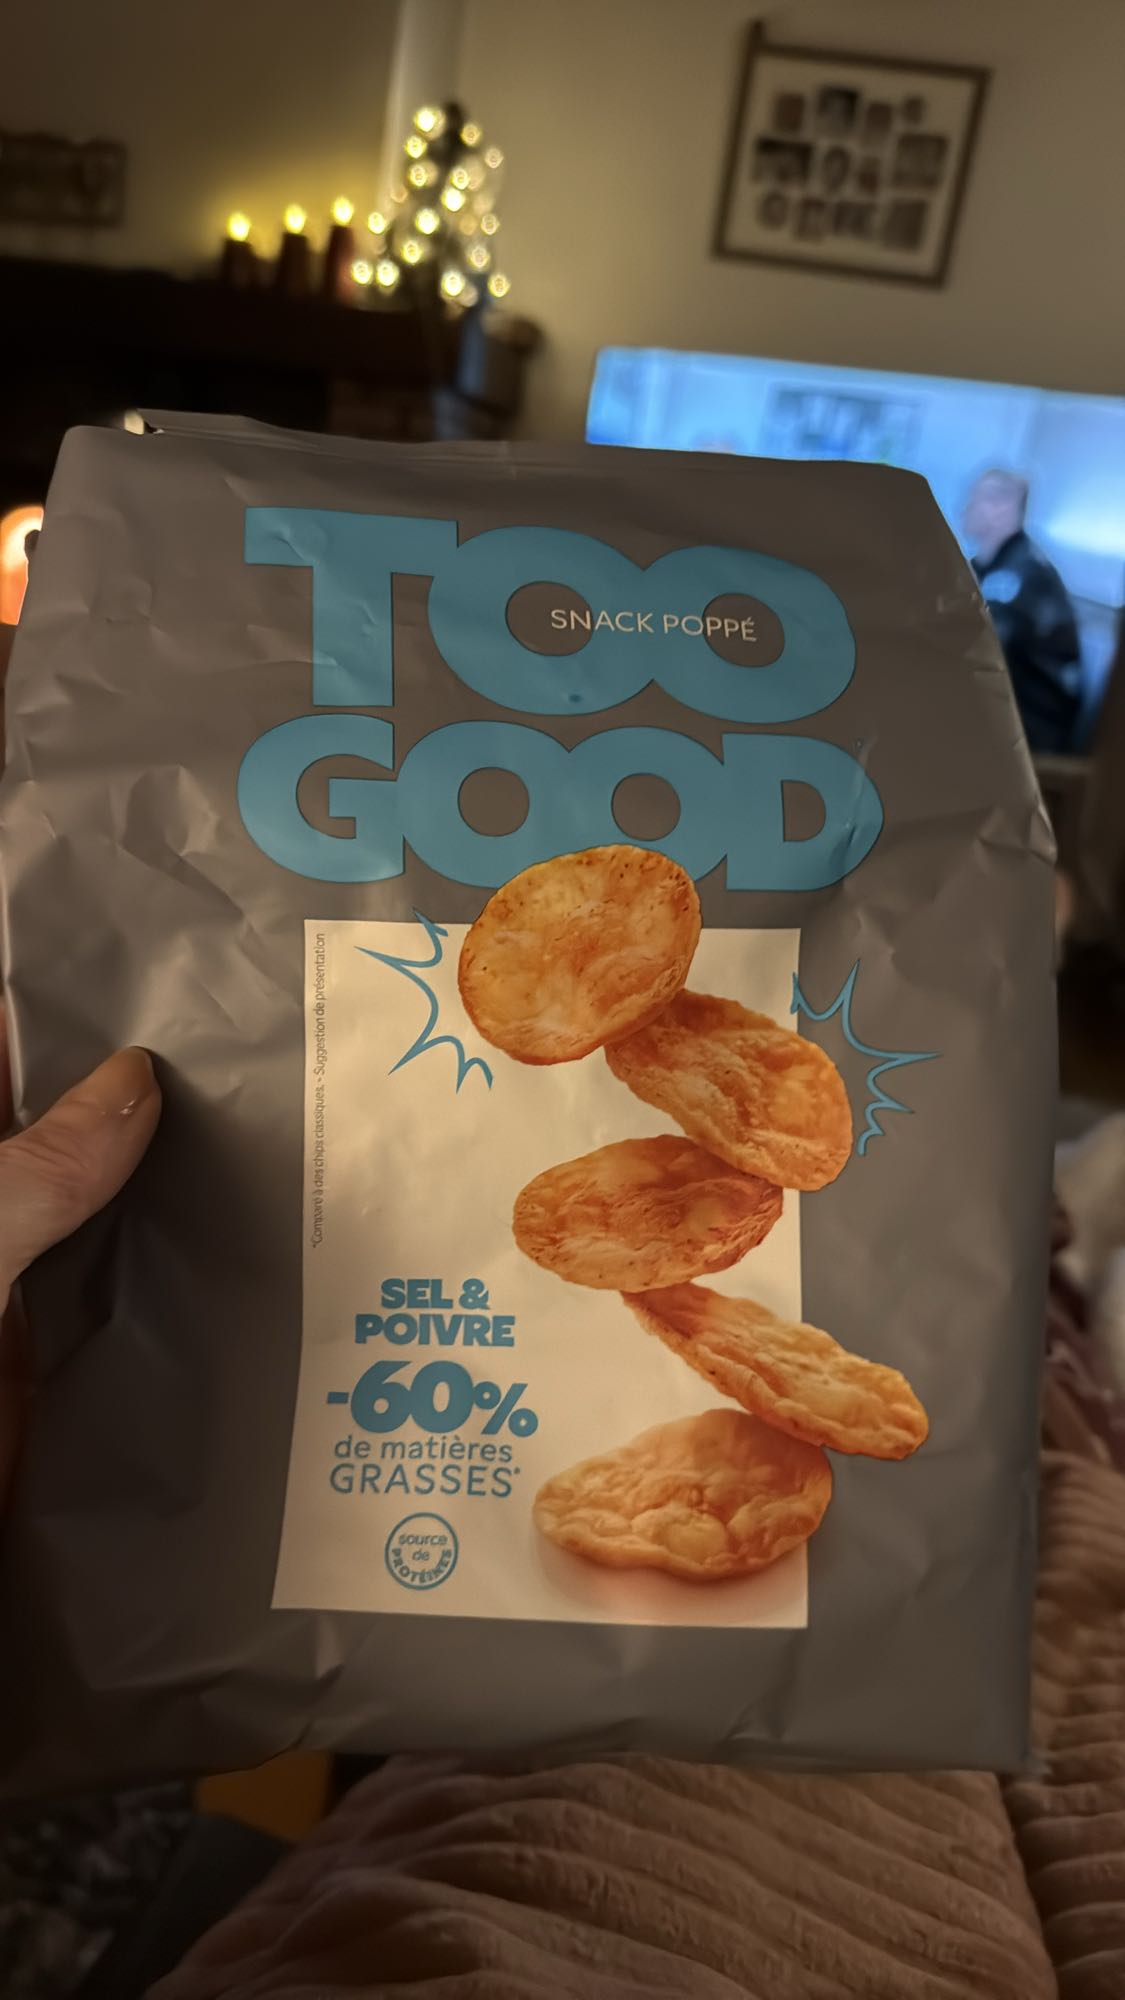 TOO
SNACK POPPÉ
GOOD
*Comparé à des chips classiques. - Suggestion de présentation
SEL &
POIVRE
-60%
de matières
GRASSES*
source
de
PROTÉINES